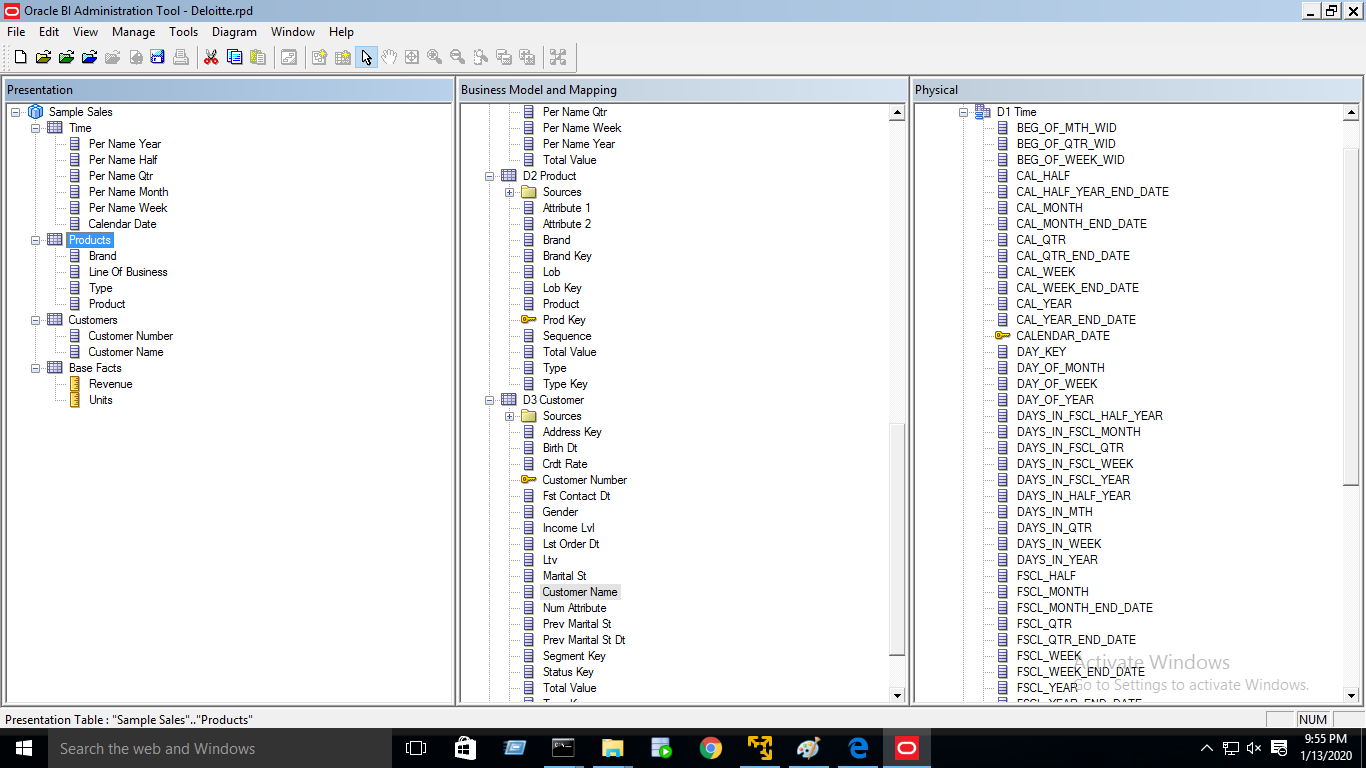 Oracle BI Administration Tool - Deloitte.rpd
File Edit View Manage Tools Diagram Window Help
Presentation
Sample Sales
Time
Per Name Year
Per Name Half
Per Name Qtr
Per Name Month
Per Name Week
Calendar Date
Products
Brand
Line Of Business
Type
Product
Customers
Customer Number
Customer Name
Base Facts
Revenue
Units
Business Model and Mapping
Per Name Qtr
Per Name Week
Per Name Year
Total Value
D2 Product
Sources
Attribute 1
Attribute 2
Brand
Brand Key
Lob
Lob Key
Product
Prod Key
Sequence
Total Value
Type
Type Key
D3 Customer
Sources
Address Key
Birth Dt
Crdt Rate
Customer Number
Fst Contact Dt
Gender
Income Lvl
Lst Order Dt
Ltv
Marital St
Customer Name
Num Attribute
Prev Marital St
Prev Marital St Dt
Segment Key
Status Key
Total Value
Physical
D1 Time
BEG_OF_MTH_WID
BEG_OF_QTR_WID
BEG_OF_WEEK_WID
CAL_HALF
CAL_HALF_YEAR_END_DATE
CAL_MONTH
CAL_MONTH_END_DATE
CAL_QTR
CAL_QTR_END_DATE
CAL_WEEK
CAL_WEEK_END_DATE
CAL_YEAR
CAL_YEAR_END_DATE
CALENDAR_DATE
DAY_KEY
DAY_OF_MONTH
DAY_OF_WEEK
DAY_OF_YEAR
DAYS_IN_FSCL_HALF_YEAR
DAYS_IN_FSCL_MONTH
DAYS_IN_FSCL_QTR
DAYS_IN_FSCL_WEEK
DAYS_IN_FSCL_YEAR
DAYS_IN_HALF_YEAR
DAYS_IN_MTH
DAYS_IN_QTR
DAYS_IN_WEEK
DAYS_IN_YEAR
FSCL_HALF
FSCL_MONTH
FSCL_MONTH_END_DATE
FSCL_QTR
FSCL_QTR_END_DATE
FSCL_WEEK
FSCL_WEEK_END_DATE
FSCL_YEAR
Activate Windows
Go to Settings to activate Windows.
Presentation Table : "Sample Sales".."Products"
NUM
Search the web and Windows
9:55 PM
1/13/2020